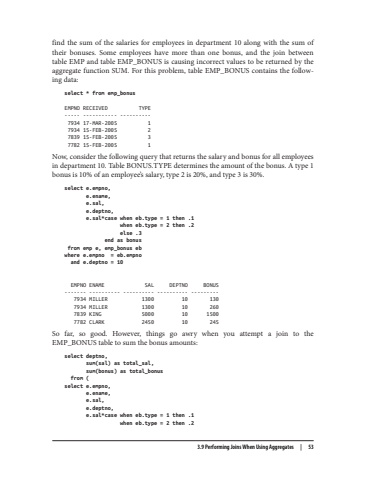 find the sum of the salaries for employees in department 10 along with the sum of
their bonuses. Some employees have more than one bonus, and the join between
table EMP and table EMP_BONUS is causing incorrect values to be returned by the
aggregate function SUM. For this problem, table EMP_BONUS contains the follow-
ing data:
select * from emp_bonus
EMPNO RECEIVED TYPE
----- ----------- ----------
7934 17-MAR-2005 1
7934 15-FEB-2005 2
7839 15-FEB-2005 3
7782 15-FEB-2005 1
Now, consider the following query that returns the salary and bonus for all employees
in department 10. Table BONUS.TYPE determines the amount of the bonus. A type 1
bonus is 10% of an employee's salary, type 2 is 20%, and type 3 is 30%.
select e.empno,
e.ename,
e.sal,
e.deptno,
e.sal*case when eb.type = 1 then .1
when eb.type = 2 then .2
else .3
end as bonus
from emp e, emp_bonus eb
where e.empno = eb.empno
and e.deptno = 10
EMPNO ENAME SAL DEPTNO BONUS
------- ---------- ---------- ---------- ---------
7934 MILLER 1300 10 130
7934 MILLER 1300 10 260
7839 KING 5000 10 1500
7782 CLARK 2450 10 245
So far, so good. However, things go awry when you attempt a join to the
EMP_BONUS table to sum the bonus amounts:
select deptno,
sum(sal) as total_sal,
sum(bonus) as total_bonus
from (
select e.empno,
e.ename,
e.sal,
e.deptno,
e.sal*case when eb.type = 1 then .1
when eb.type = 2 then .2
3.9 Performing Joins When Using Aggregates | 53